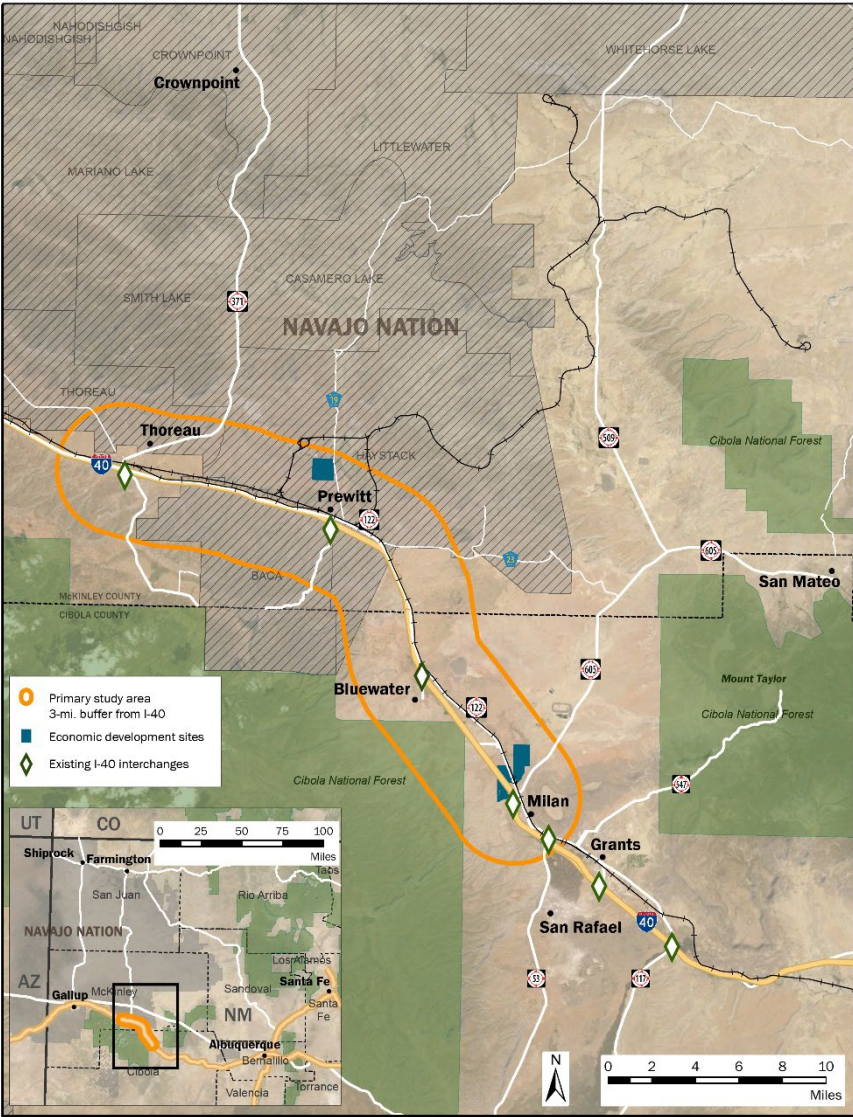 NAHODISHGISH
NAHODISHGISH
CROWNPOINT
Crownpoint
WHITEHORSE LAKE
LITTLEWATER
MARIANO LAKE
CASAMERO LAKE
SMITH LAKE
371
NAVAJO NATION
THOREAU
19
Thoreau
509
Cibola National Forest
HAYSTACK
40
Prewitt
122
605
23
San Mateo
BACA
McKINLEY COUNTY
CIBOLA COUNTY
605
Bluewater
122
Mount Taylor
Cibola National Forest
Primary study area
3-mi. buffer from I-40
Economic development sites
Existing I-40 interchanges
Cibola National Forest
547
Milan
Grants
San Rafael
40
53
117
UT
CO
0 25 50 75 100
Miles
Shiprock
Farmington
Taos
San Juan
Rio Arriba
NAVAJO NATION
Los Alamos
AZ
McKinley
Sandoval
Santa Fe
Gallup
NM
Santa
Fe
Albuquerque
Bernalillo
Cibola
Valencia
Torrance
N
0 2 4 6 8 10
Miles